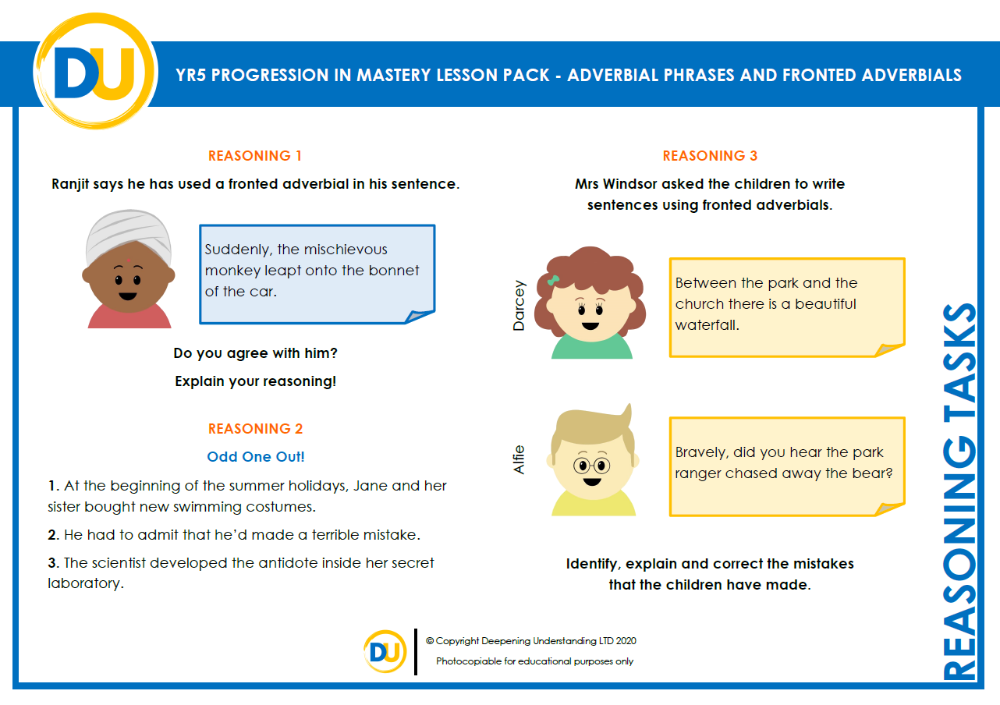 DU
YR5 PROGRESSION IN MASTERY LESSON PACK - ADVERBIAL PHRASES AND FRONTED ADVERBIALS
REASONING 1
Ranjit says he has used a fronted adverbial in his sentence.
Suddenly, the mischievous
monkey leapt onto the bonnet
of the car.
Do you agree with him?
Explain your reasoning!
REASONING 2
Odd One Out!
1. At the beginning of the summer holidays, Jane and her
sister bought new swimming costumes.
2. He had to admit that he’d made a terrible mistake.
3. The scientist developed the antidote inside her secret
laboratory.
REASONING 3
Mrs Windsor asked the children to write
sentences using fronted adverbials.
Darcey
Between the park and the
church there is a beautiful
waterfall.
Alfie
Bravely, did you hear the park
ranger chased away the bear?
Identify, explain and correct the mistakes
that the children have made.
REASONING TASKS
DU
© Copyright Deepening Understanding LTD 2020
Photocopiable for educational purposes only